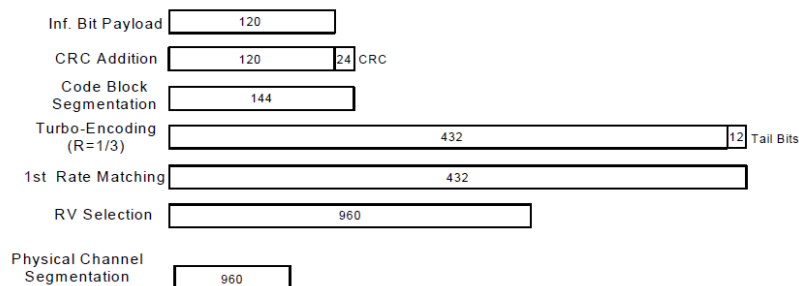 Inf. Bit Payload 120
CRC Addition 120 24 CRC
Code Block
Segmentation 144
Turbo-Encoding
(R=1/3) 432 12 Tail Bits
1st Rate Matching 432
RV Selection 960
Physical Channel
Segmentation 960